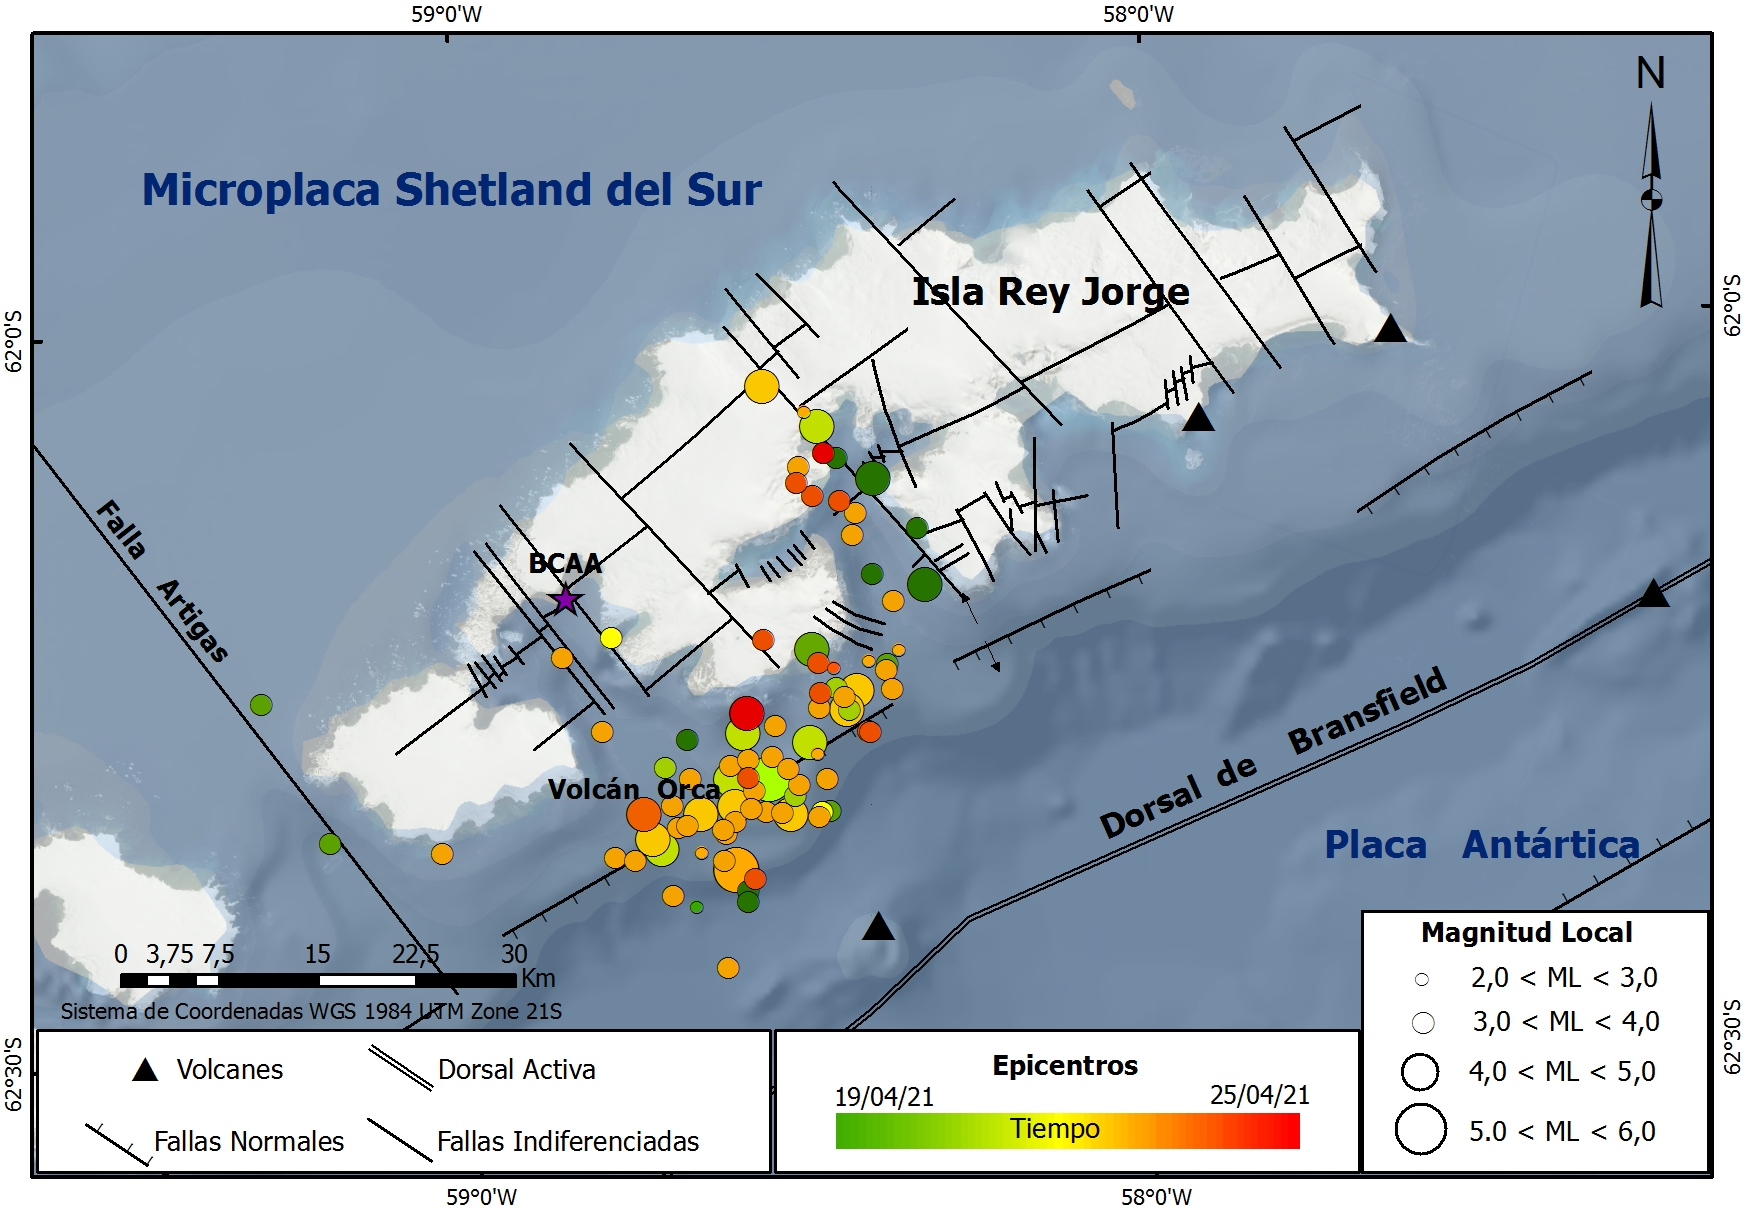 59°0'W
58°0'W
N
Microplaca Shetland del Sur
Isla Rey Jorge
62°0'S
62°0'S
Falla Artigas
BCAA
Dorsal de Bransfield
Volcán Orca
Placa Antártica
0 3,75 7,5 15 22,5 30
Km
Sistema de Coordenadas WGS 1984 UTM Zone 21S
Magnitud Local
2,0 < ML < 3,0
3,0 < ML < 4,0
4,0 < ML < 5,0
5.0 < ML < 6,0
62°30'S
62°30'S
Volcanes
Dorsal Activa
Fallas Normales
Fallas Indiferenciadas
Epicentros
19/04/21
25/04/21
Tiempo
59°0'W
58°0'W